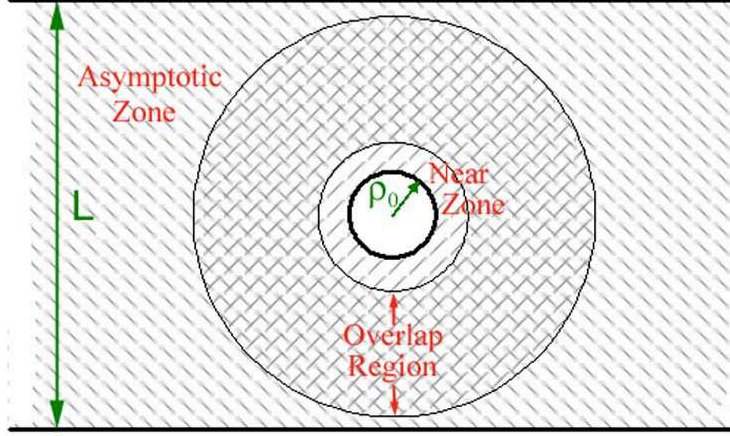 Asymptotic
Zone
L
ρ₀
Near
Zone
Overlap
Region